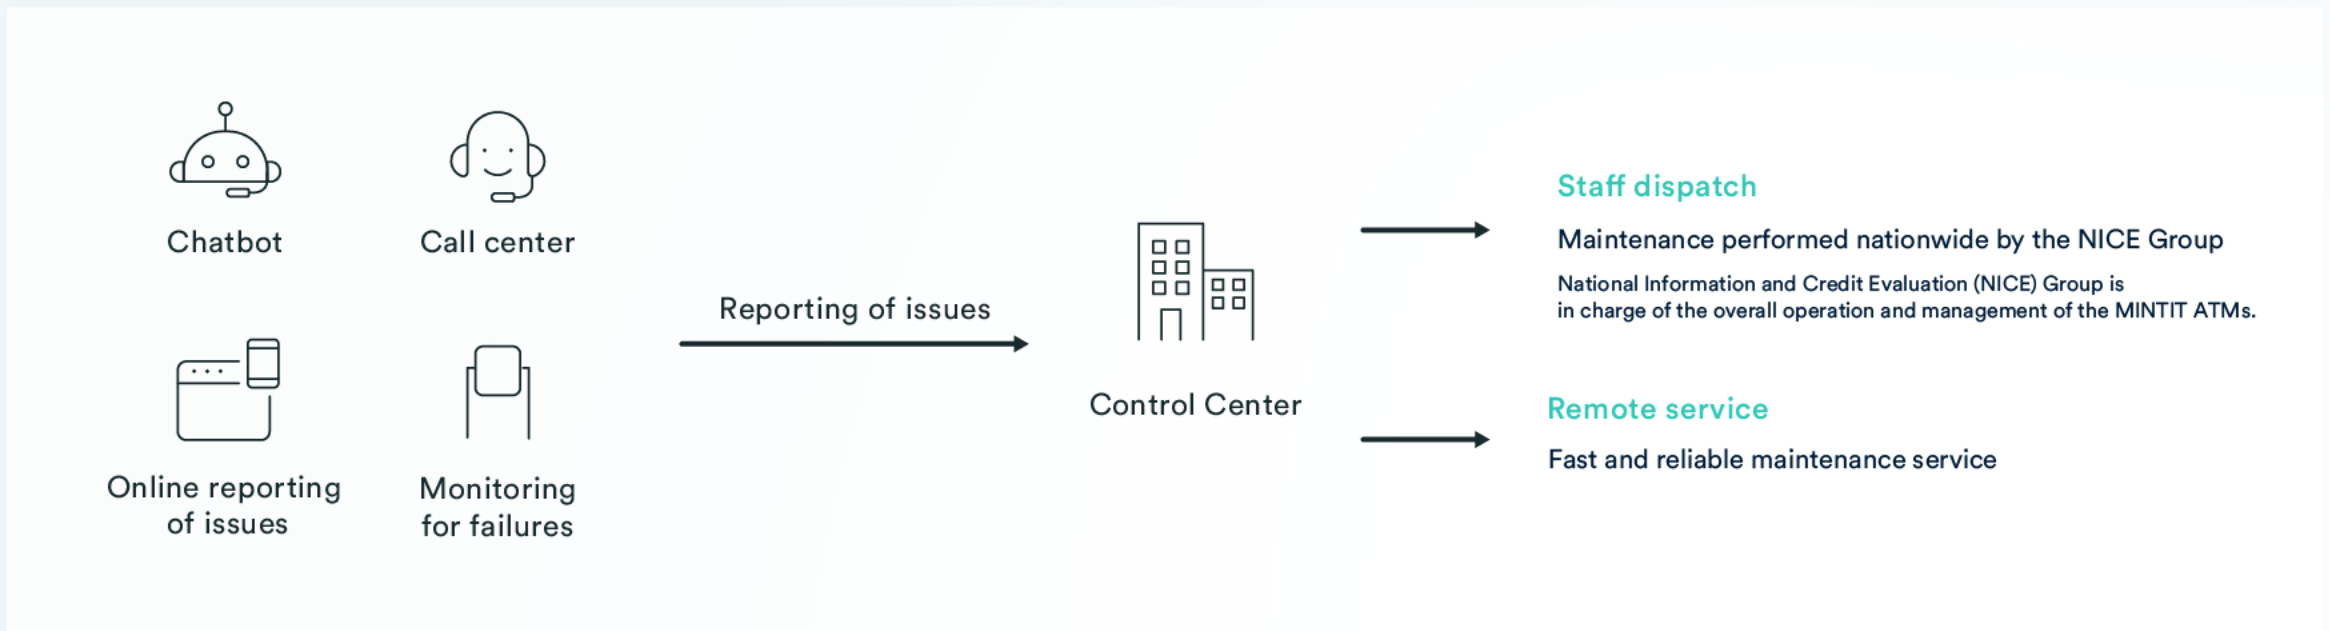 Chatbot
Call center
Online reporting
of issues
Monitoring
for failures
Reporting of issues
Control Center
Staff dispatch
Maintenance performed nationwide by the NICE Group
National Information and Credit Evaluation (NICE) Group is
in charge of the overall operation and management of the MINTIT ATMs.
Remote service
Fast and reliable maintenance service